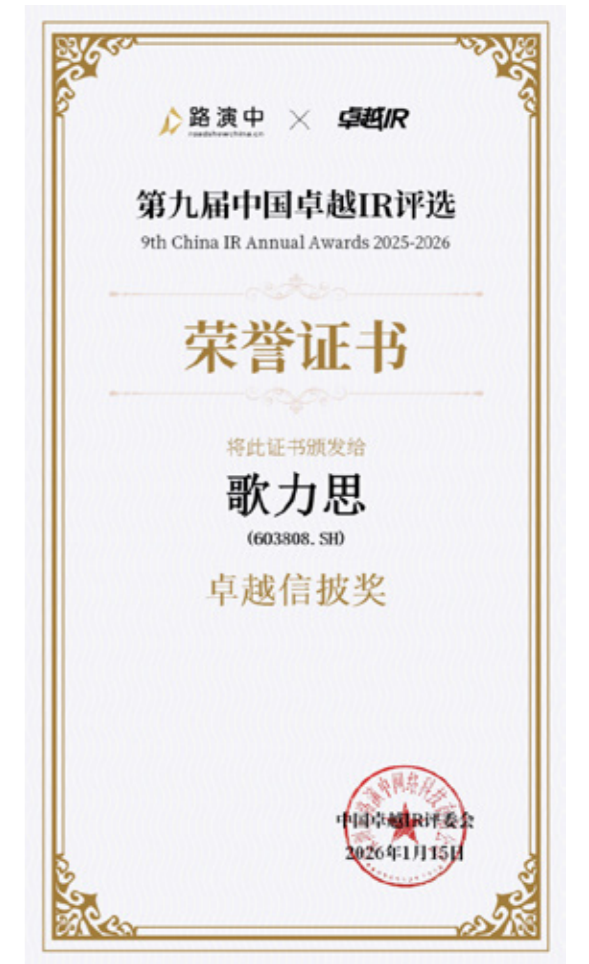 路演中 × 卓越IR
roadshowchina.cn
第九届中国卓越IR评选
9th China IR Annual Awards 2025-2026
荣誉证书
将此证书颁发给
歌力思
(603808.SH)
卓越信披奖
中国卓越IR评委会
2026年1月15日